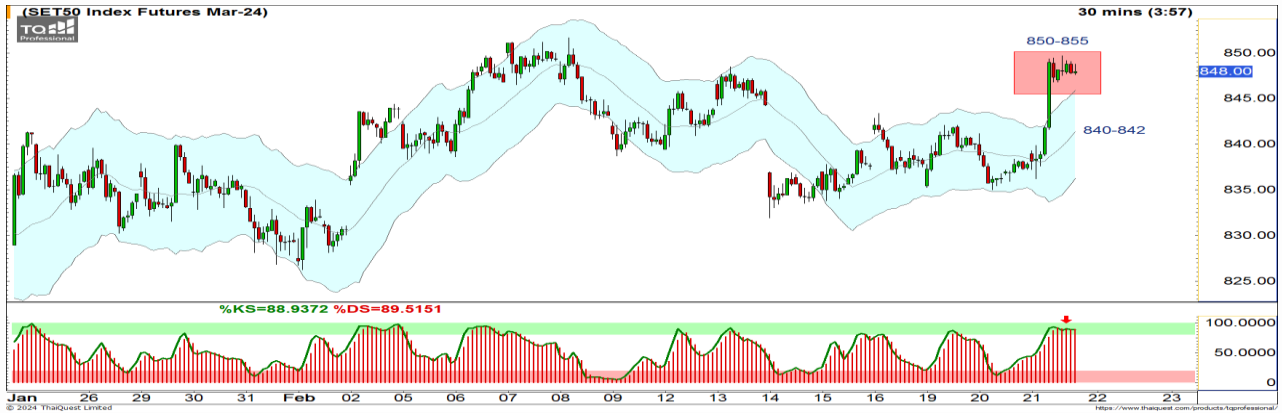 (SET50 Index Futures Mar-24)
30 mins (3:57)
TQ
Professional
850-855
850.00
848.00
845.00
840-842
840.00
835.00
830.00
825.00
%KS=88.9372 %DS=89.5151
100.0000
50.0000
0
Jan 26 29 30 31 Feb 02 05 06 07 08 09 12 13 14 15 16 19 20 21 22 23
© 2024 ThaiQuest Limited
https://www.thaiquest.com/products/tqprofessional/